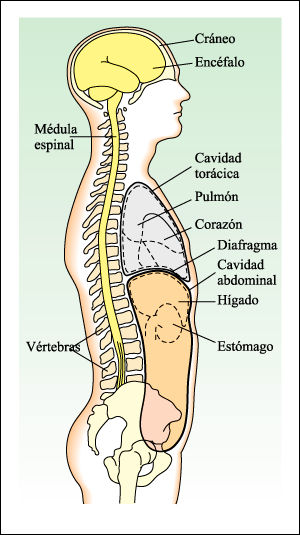 Cráneo
Encéfalo
Médula
espinal
Cavidad
torácica
Pulmón
Corazón
Diafragma
Cavidad
abdominal
Hígado
Estómago
Vértebras